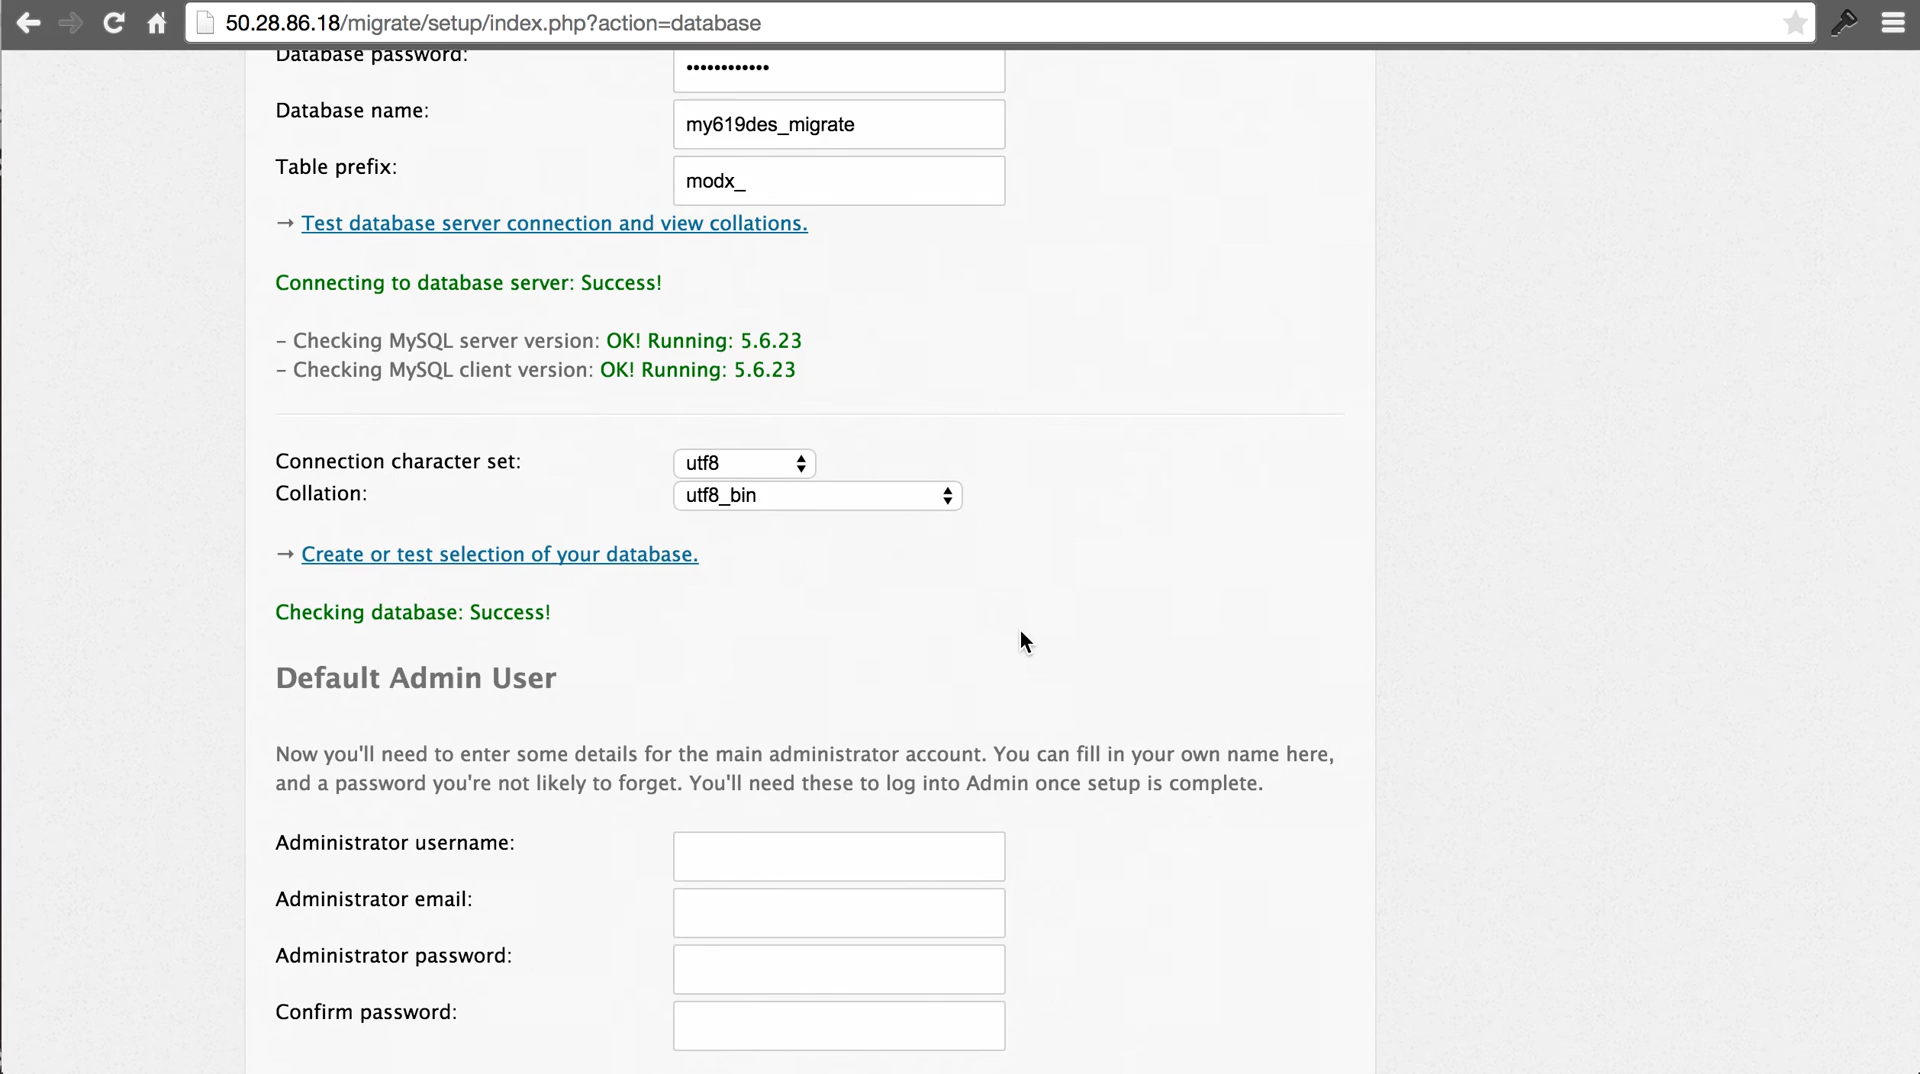 50.28.86.18/migrate/setup/index.php?action=database
Database password:
••••••••••••
Database name:
my619des_migrate
Table prefix:
modx_
→ Test database server connection and view collations.
Connecting to database server: Success!
– Checking MySQL server version: OK! Running: 5.6.23
– Checking MySQL client version: OK! Running: 5.6.23
Connection character set:
utf8
Collation:
utf8_bin
→ Create or test selection of your database.
Checking database: Success!
Default Admin User
Now you'll need to enter some details for the main administrator account. You can fill in your own name here,
and a password you're not likely to forget. You'll need these to log into Admin once setup is complete.
Administrator username:
Administrator email:
Administrator password:
Confirm password: